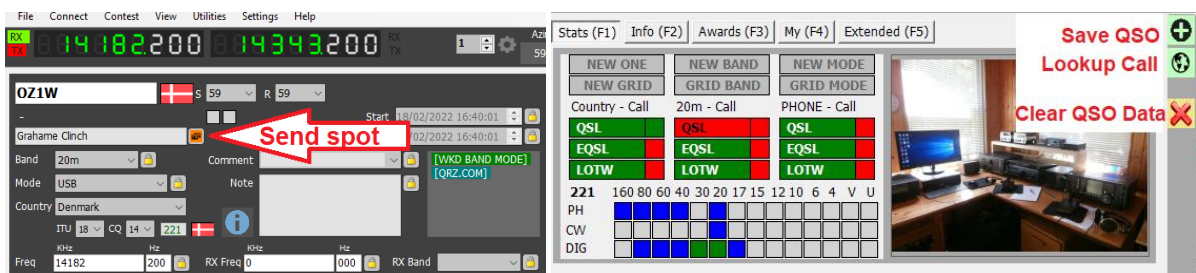 File Connect Contest View Utilities Settings Help
RX 14182.200 14343.200 RX 1 Azi
TX TX 59
OZ1W S 59 R 59
- Start 18/02/2022 16:40:01
Grahame Clinch Send spot 02/2022 16:40:01
Band 20m Comment [WKD BAND MODE]
[QRZ.COM]
Mode USB Note
Country Denmark
ITU 18 CQ 14 221
KHz Hz KHz Hz
Freq 14182 200 RX Freq 0 000 RX Band
Stats (F1) Info (F2) Awards (F3) My (F4) Extended (F5)
Save QSO
NEW ONE NEW BAND NEW MODE
Lookup Call
NEW GRID GRID BAND GRID MODE
Country - Call 20m - Call PHONE - Call
Clear QSO Data
QSL QSL QSL
EQSL EQSL EQSL
LOTW LOTW LOTW
221 160 80 60 40 30 20 17 15 12 10 6 4 V U
PH
CW
DIG